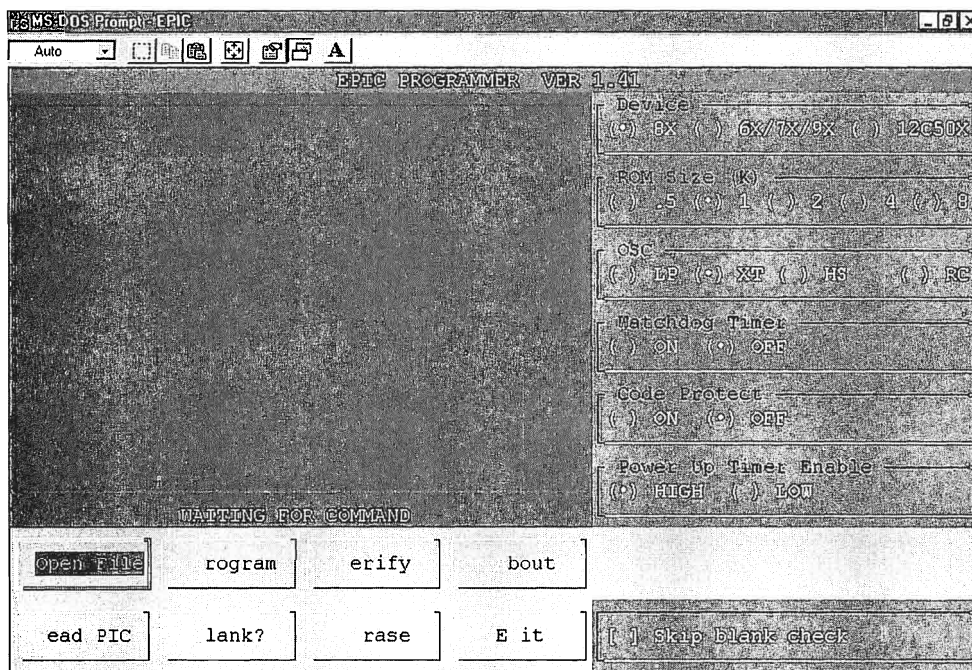 MS-DOS Prompt - EPIC
Auto
A
EPIC PROGRAMMER VER 1.41
Device
(•) 8X ( ) 6X/7X/9X ( ) 12C50X
ROM Size (K)
( ) .5 (•) 1 ( ) 2 ( ) 4 ( ) 8
OSC
( ) LP (•) XT ( ) HS ( ) RC
Watchdog Timer
( ) ON (•) OFF
Code Protect
( ) ON (•) OFF
Power Up Timer Enable
(•) HIGH ( ) LOW
WAITING FOR COMMAND
Open File rogram erify bout
ead PIC lank? rase E it
[ ] Skip blank check